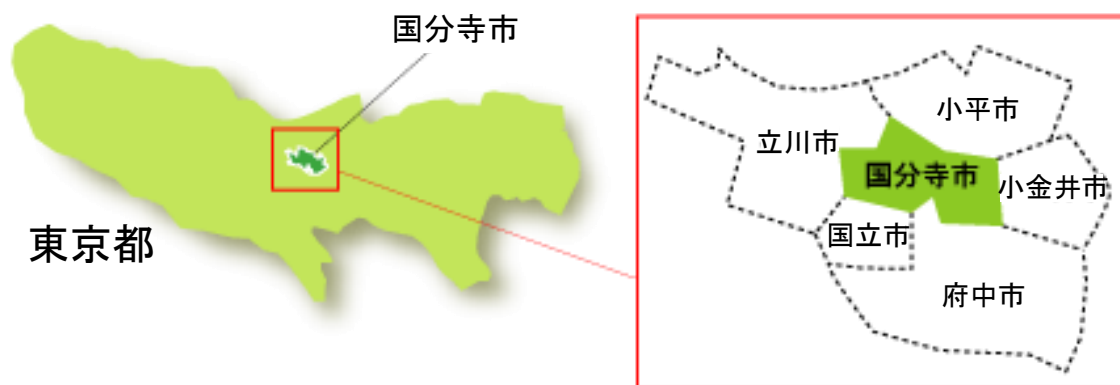 国分寺市
東京都
小平市
立川市
国分寺市
小金井市
国立市
府中市